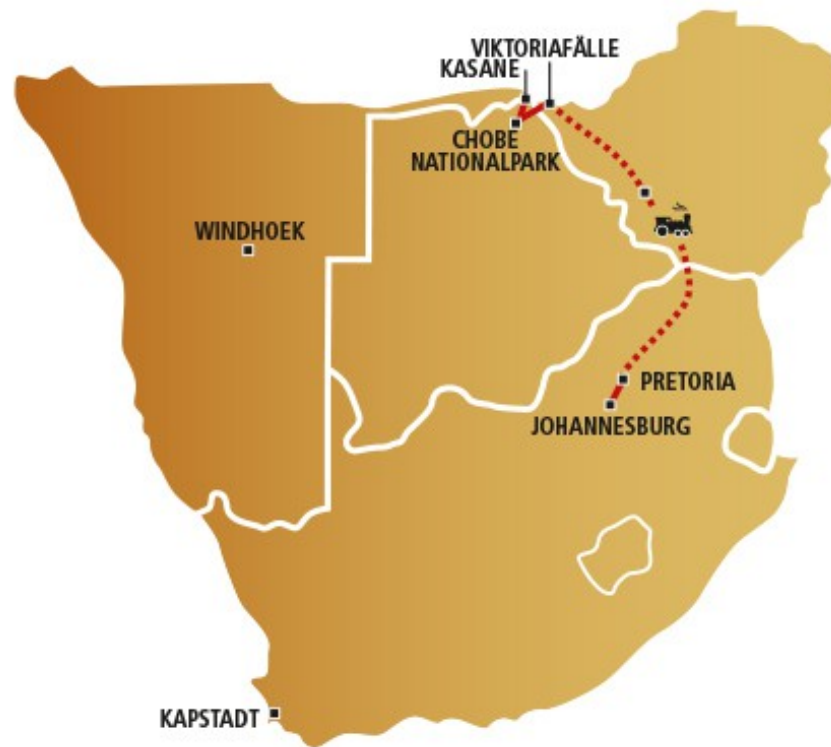 VIKTORIAFÄLLE
KASANE
CHOBE
NATIONALPARK
WINDHOEK
PRETORIA
JOHANNESBURG
KAPSTADT